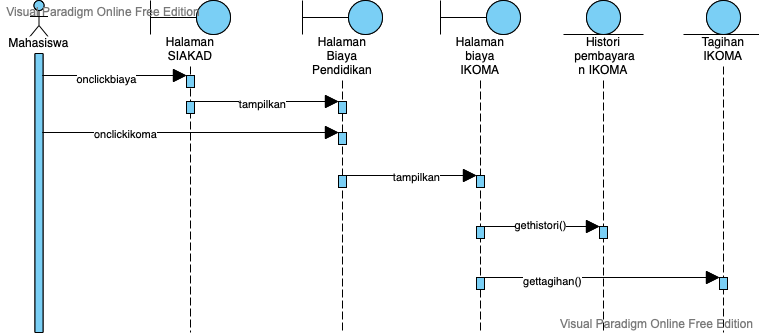 Visual Paradigm Online Free Edition
Mahasiswa
Halaman
SIAKAD
Halaman
Biaya
Pendidikan
Halaman
biaya
IKOMA
Histori
pembayara
n IKOMA
Tagihan
IKOMA
onclickbiaya
tampilkan
onclickikoma
tampilkan
gethistori()
gettagihan()
Visual Paradigm Online Free Edition